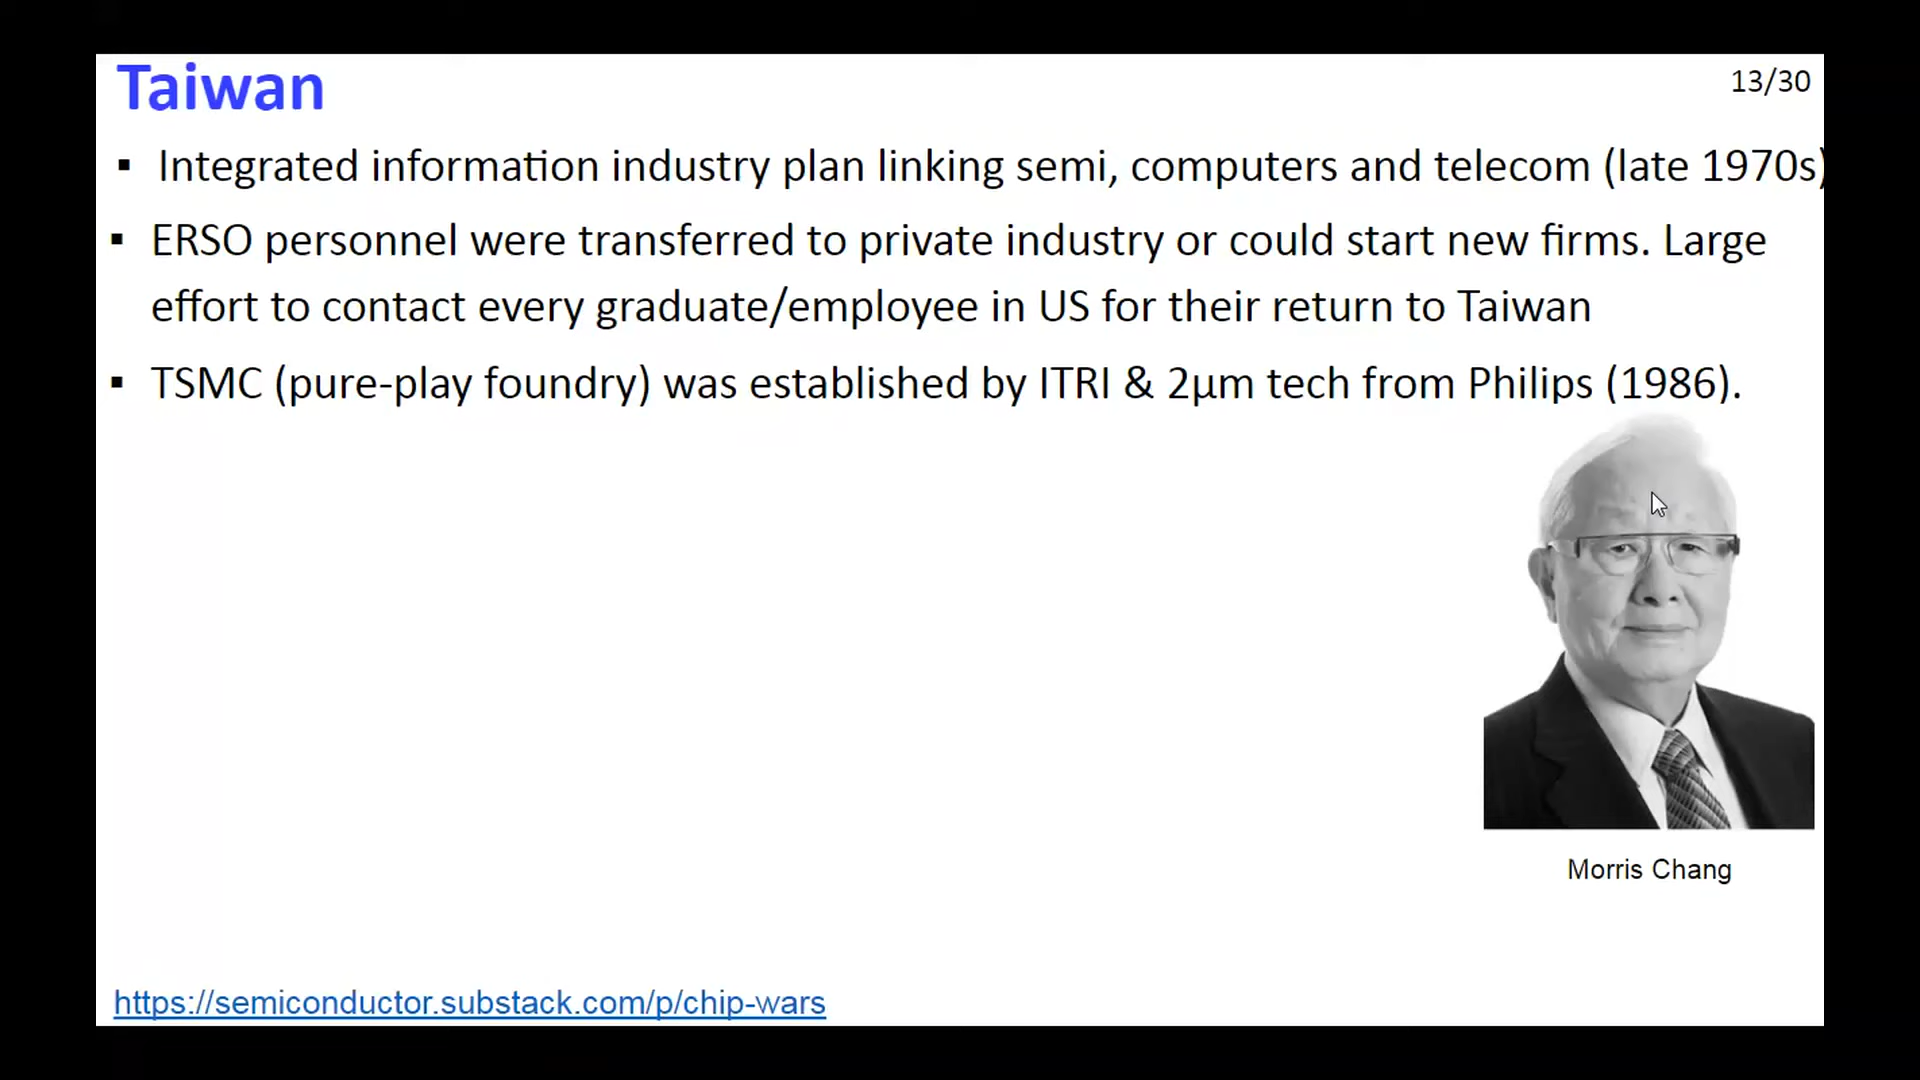 Taiwan
13/30
▪ Integrated information industry plan linking semi, computers and telecom (late 1970s)
▪ ERSO personnel were transferred to private industry or could start new firms. Large
effort to contact every graduate/employee in US for their return to Taiwan
▪ TSMC (pure-play foundry) was established by ITRI & 2µm tech from Philips (1986).
Morris Chang
https://semiconductor.substack.com/p/chip-wars